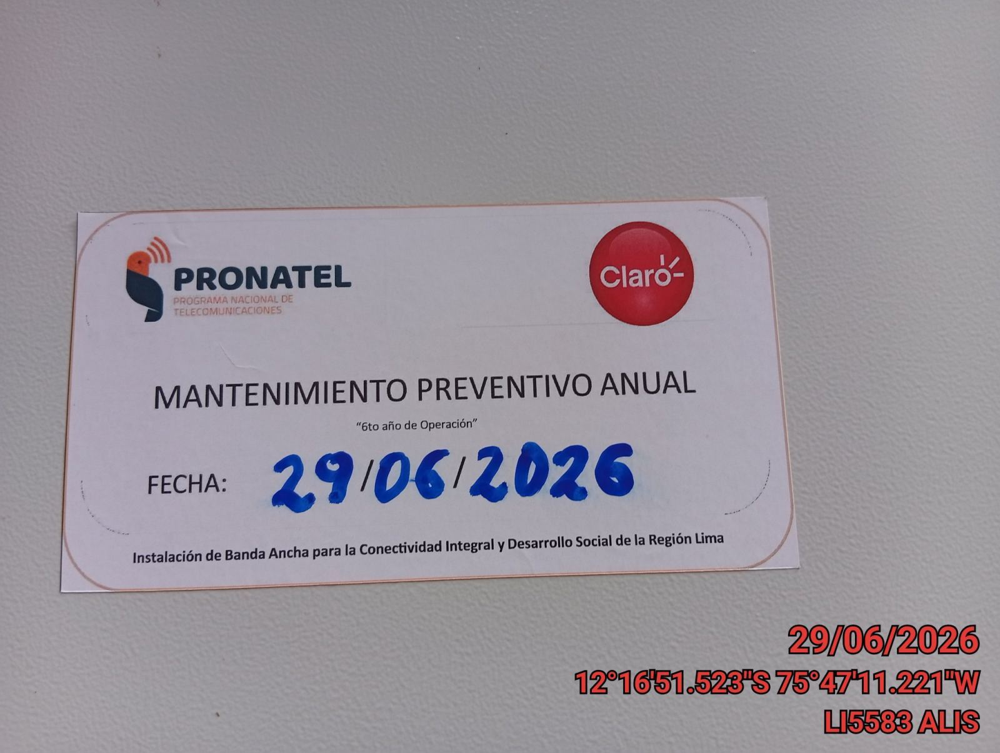 PRONATEL
PROGRAMA NACIONAL DE
TELECOMUNICACIONES
Claro
MANTENIMIENTO PREVENTIVO ANUAL
“6to año de Operación”
FECHA: 29/06/2026
Instalación de Banda Ancha para la Conectividad Integral y Desarrollo Social de la Región Lima
29/06/2026
12°16'51.523"S 75°47'11.221"W
LI5583 ALIS